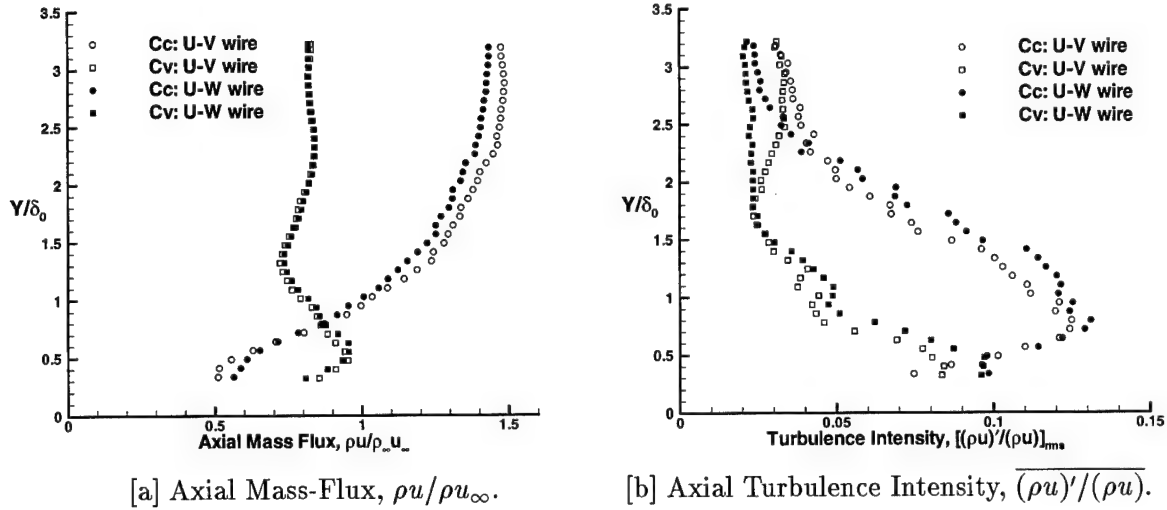 3.5
3
2.5
2
Y/δ₀
1.5
1
0.5
0
0
0.5
1
1.5
Cc: U-V wire
Cv: U-V wire
Cc: U-W wire
Cv: U-W wire
Axial Mass Flux, ρu/ρ∞u∞
[a] Axial Mass-Flux, ρu/ρu∞.
3.5
3
2.5
2
Y/δ₀
1.5
1
0.5
0
0
0.05
0.1
0.15
Cc: U-V wire
Cv: U-V wire
Cc: U-W wire
Cv: U-W wire
Turbulence Intensity, [(ρu)'/(ρu)]rms
[b] Axial Turbulence Intensity, (ρu)'/(ρu).